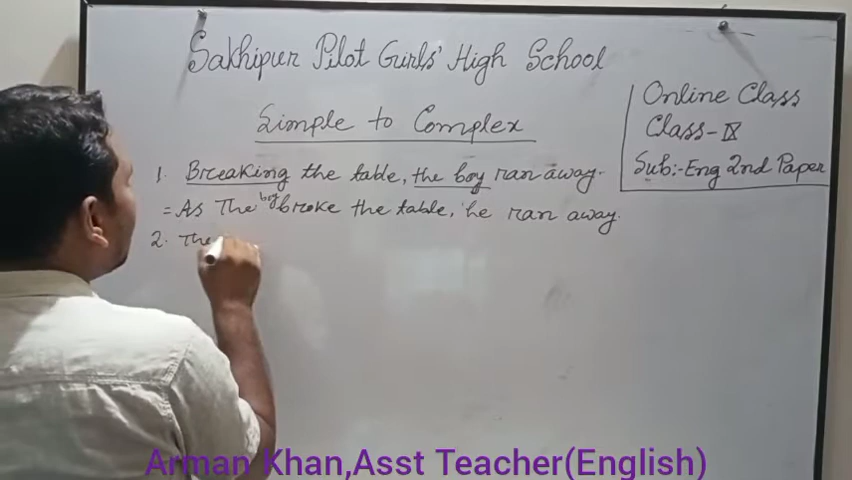 Sakhipur Pilot Girls' High School
Online Class
Class-IX
Sub:-Eng 2nd Paper
Simple to Complex
1. Breaking the table, the boy ran away.
= As The boy broke the table, he ran away.
2. The
Arman Khan,Asst Teacher(English)